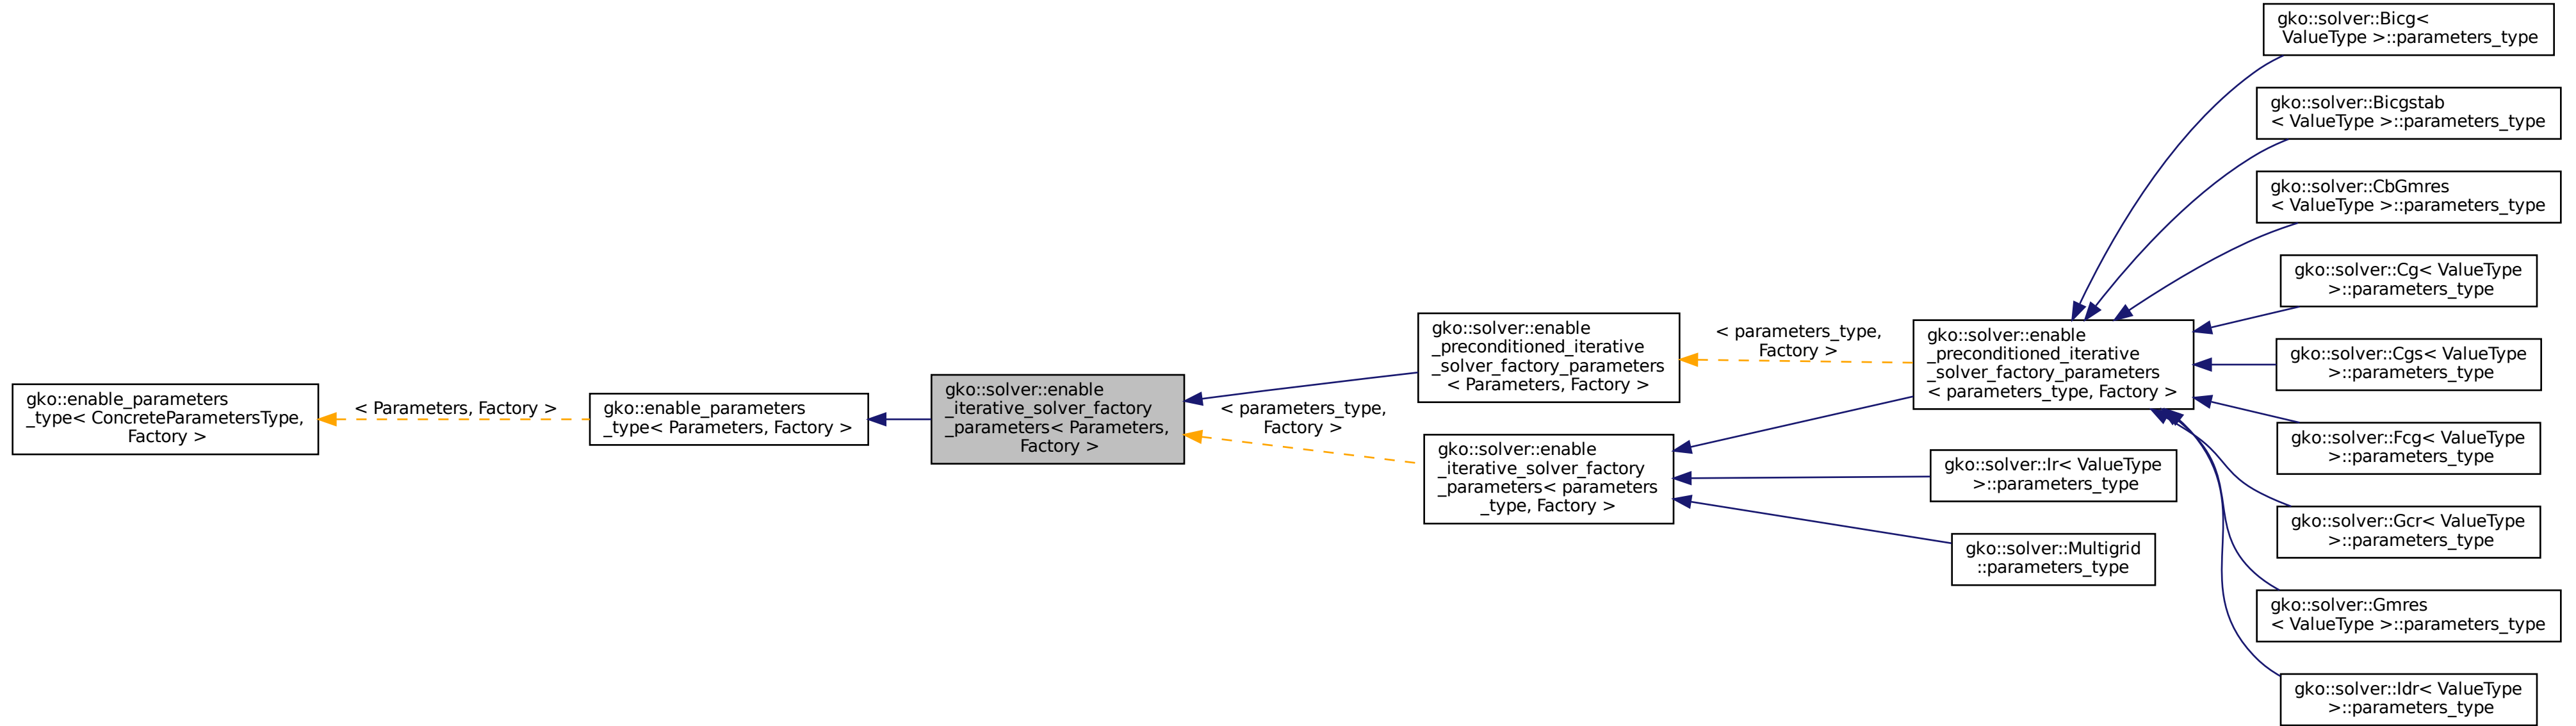 gko::enable_parameters
_type< ConcreteParametersType,
Factory >
< Parameters, Factory >
gko::enable_parameters
_type< Parameters, Factory >
gko::solver::enable
_iterative_solver_factory
_parameters< Parameters,
Factory >
< parameters_type,
Factory >
gko::solver::enable
_preconditioned_iterative
_solver_factory_parameters
< Parameters, Factory >
gko::solver::enable
_iterative_solver_factory
_parameters< parameters
_type, Factory >
< parameters_type,
Factory >
gko::solver::enable
_preconditioned_iterative
_solver_factory_parameters
< parameters_type, Factory >
gko::solver::Ir< ValueType
>::parameters_type
gko::solver::Multigrid
::parameters_type
gko::solver::Bicg<
ValueType >::parameters_type
gko::solver::Bicgstab
< ValueType >::parameters_type
gko::solver::CbGmres
< ValueType >::parameters_type
gko::solver::Cg< ValueType
>::parameters_type
gko::solver::Cgs< ValueType
>::parameters_type
gko::solver::Fcg< ValueType
>::parameters_type
gko::solver::Gcr< ValueType
>::parameters_type
gko::solver::Gmres
< ValueType >::parameters_type
gko::solver::Idr< ValueType
>::parameters_type